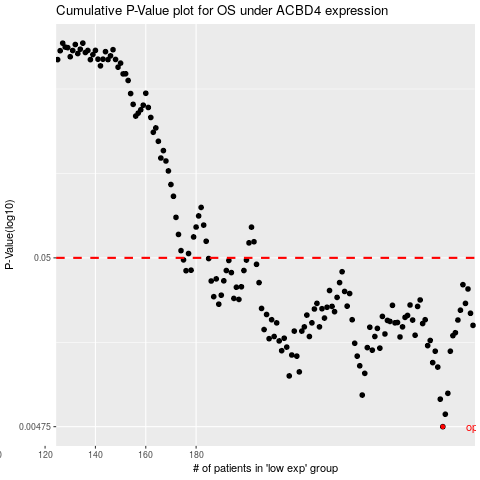 Cumulative P-Value plot for OS under ACBD4 expression
P-Value(log10)
0.05
0.00475
op
0 120 140 160 180
# of patients in 'low exp' group